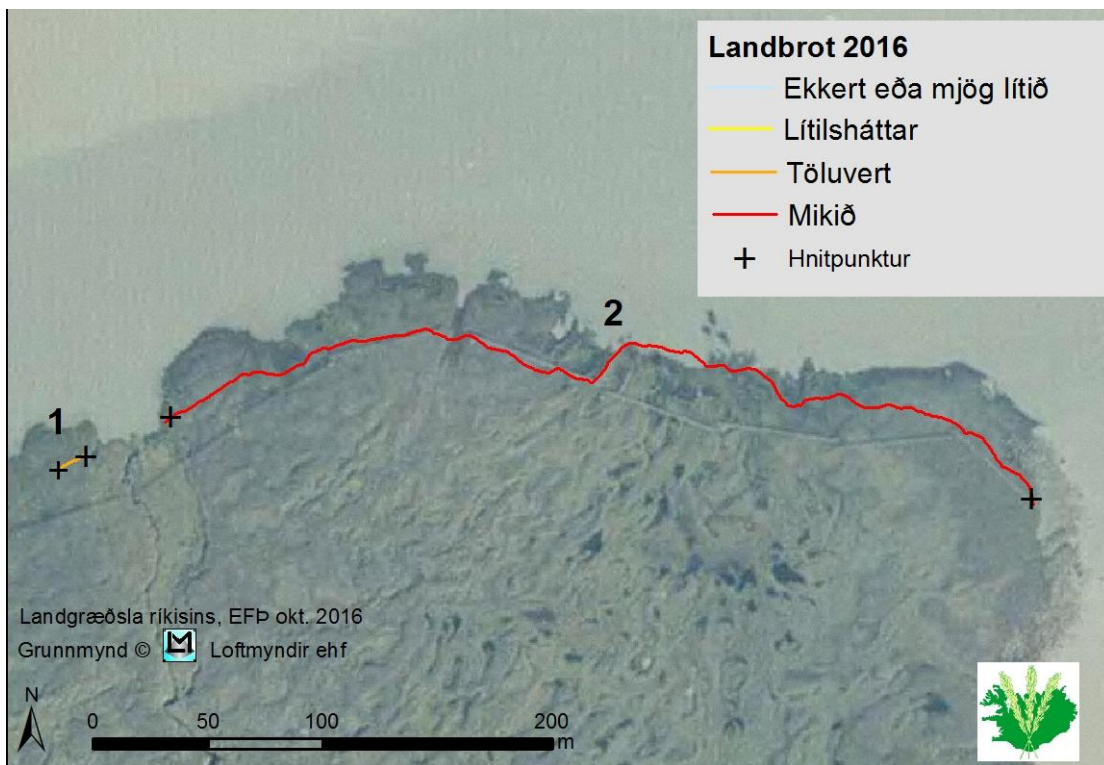 Landbrot 2016
Ekkert eða mjög lítið
Lítilsháttar
Töluvert
Mikið
Hnitpunktur
2
1
Landgræðsla ríkisins, EFÞ okt. 2016
Grunnmynd © LM Loftmyndir ehf
N
0 50 100 200
m